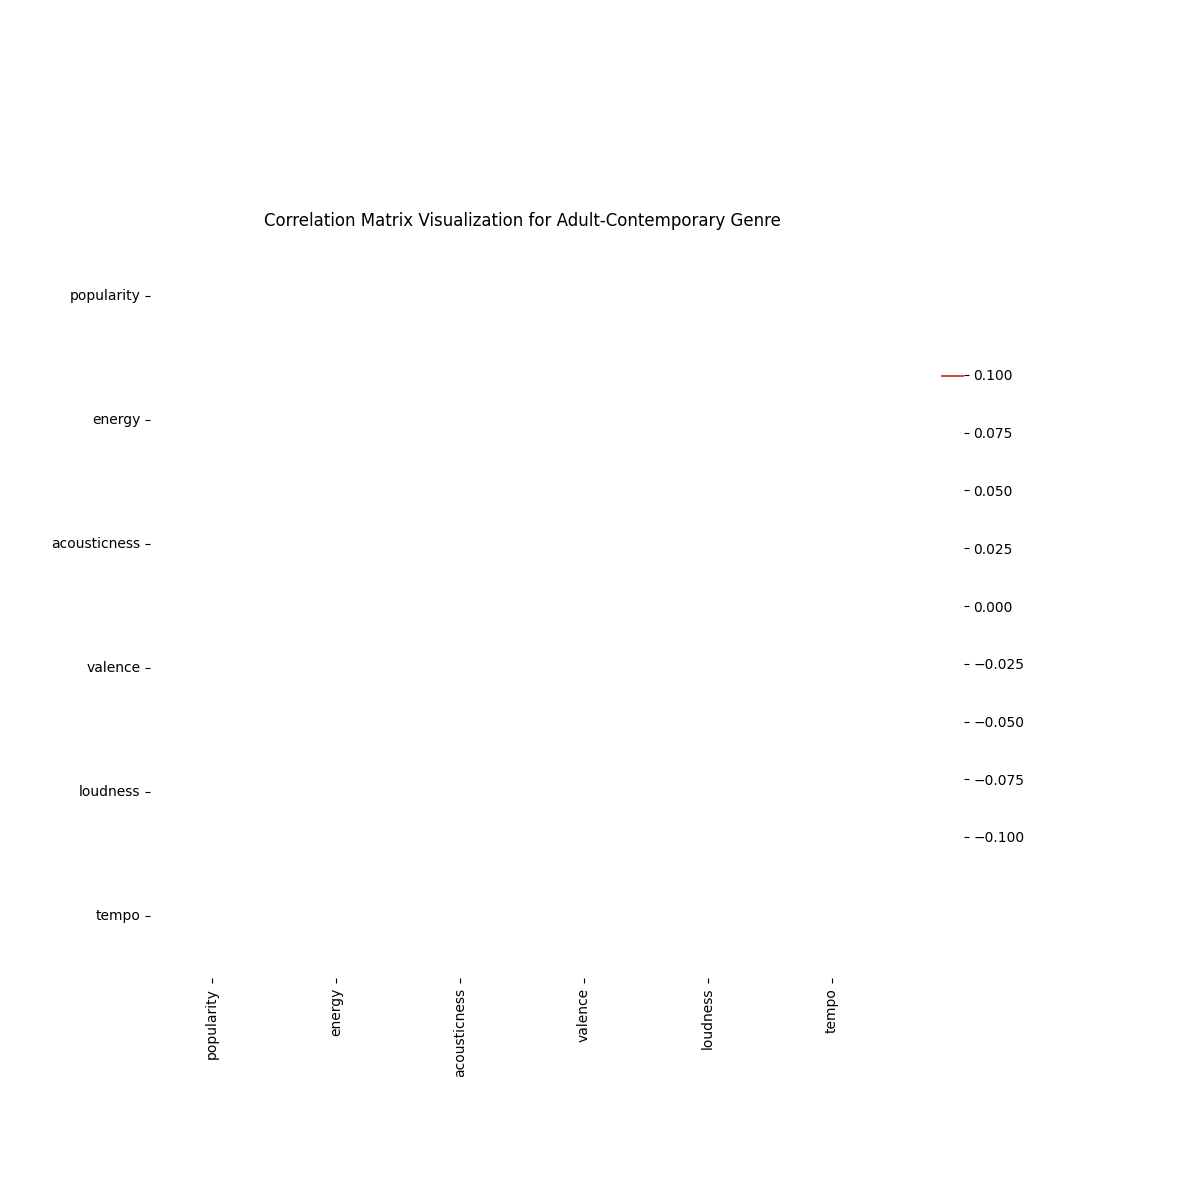 Correlation Matrix Visualization for Adult-Contemporary Genre
popularity
energy
acousticness
valence
loudness
tempo
popularity
energy
acousticness
valence
loudness
tempo
0.100
0.075
0.050
0.025
0.000
−0.025
−0.050
−0.075
−0.100